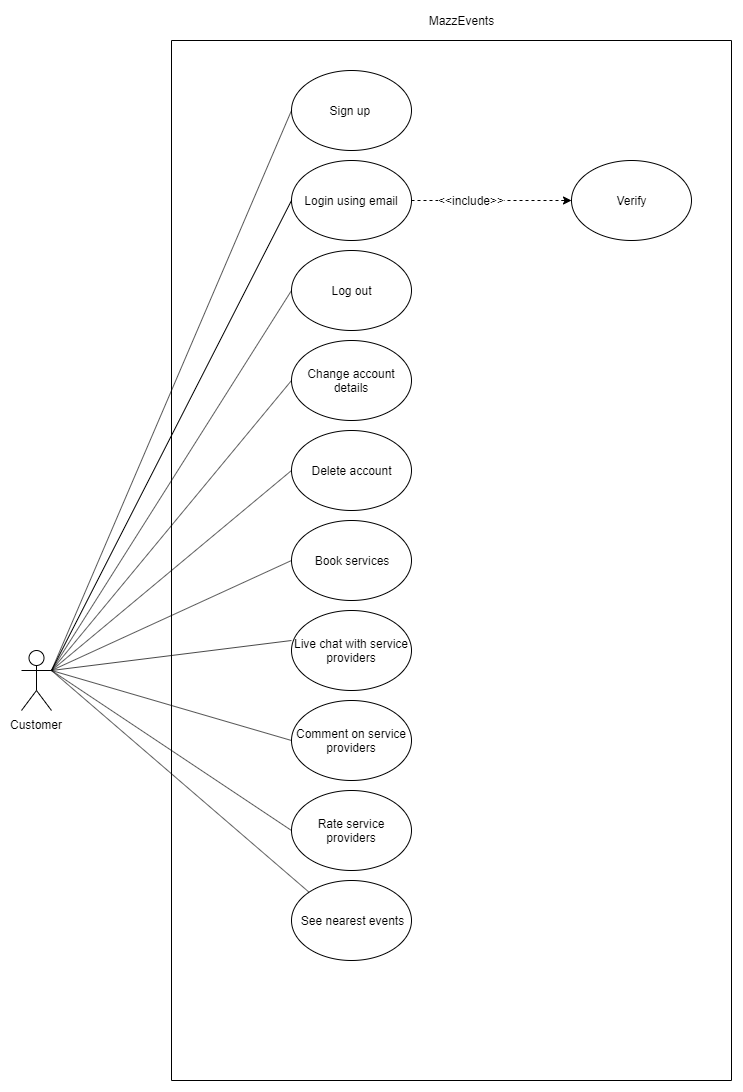 MazzEvents
Sign up
Login using email
<<include>>
Verify
Log out
Change account
details
Delete account
Book services
Live chat with service
providers
Customer
Comment on service
providers
Rate service
providers
See nearest events